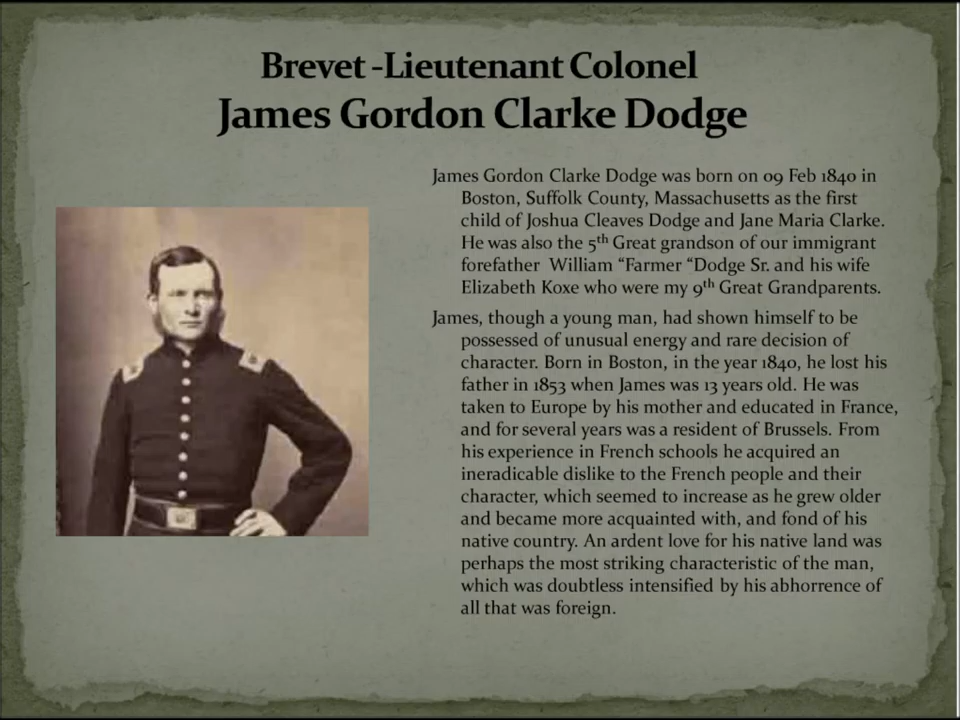 Brevet -Lieutenant Colonel
James Gordon Clarke Dodge
James Gordon Clarke Dodge was born on 09 Feb 1840 in
Boston, Suffolk County, Massachusetts as the first
child of Joshua Cleaves Dodge and Jane Maria Clarke.
He was also the 5th Great grandson of our immigrant
forefather William “Farmer “Dodge Sr. and his wife
Elizabeth Koxe who were my 9th Great Grandparents.
James, though a young man, had shown himself to be
possessed of unusual energy and rare decision of
character. Born in Boston, in the year 1840, he lost his
father in 1853 when James was 13 years old. He was
taken to Europe by his mother and educated in France,
and for several years was a resident of Brussels. From
his experience in French schools he acquired an
ineradicable dislike to the French people and their
character, which seemed to increase as he grew older
and became more acquainted with, and fond of his
native country. An ardent love for his native land was
perhaps the most striking characteristic of the man,
which was doubtless intensified by his abhorrence of
all that was foreign.